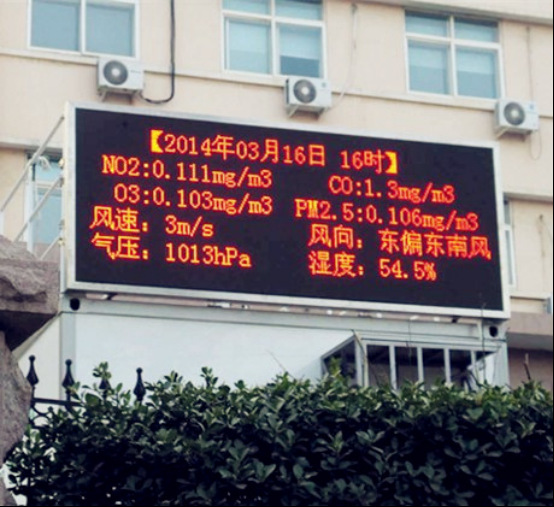 【2014年03月16日 16时】
NO2:0.111mg/m3 CO:1.3mg/m3
O3:0.103mg/m3 PM2.5:0.106mg/m3
风速：3m/s 风向：东偏东南风
气压：1013hPa 湿度：54.5%